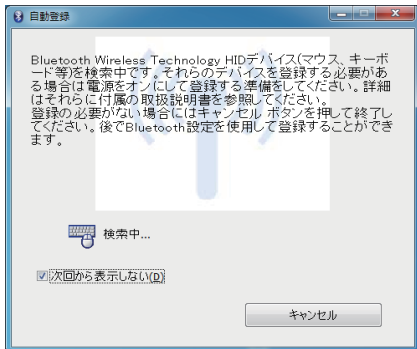 自動登録
Bluetooth Wireless Technology HIDデバイス(マウス、キーボ
ード等)を検索中です。それらのデバイスを登録する必要があ
る場合は電源をオンにして登録する準備をしてください。詳細
はそれらに付属の取扱説明書を参照してください。
登録の必要がない場合にはキャンセル ボタンを押して終了し
てください。後でBluetooth設定を使用して登録することができ
ます。
検索中...
次回から表示しない(D)
キャンセル